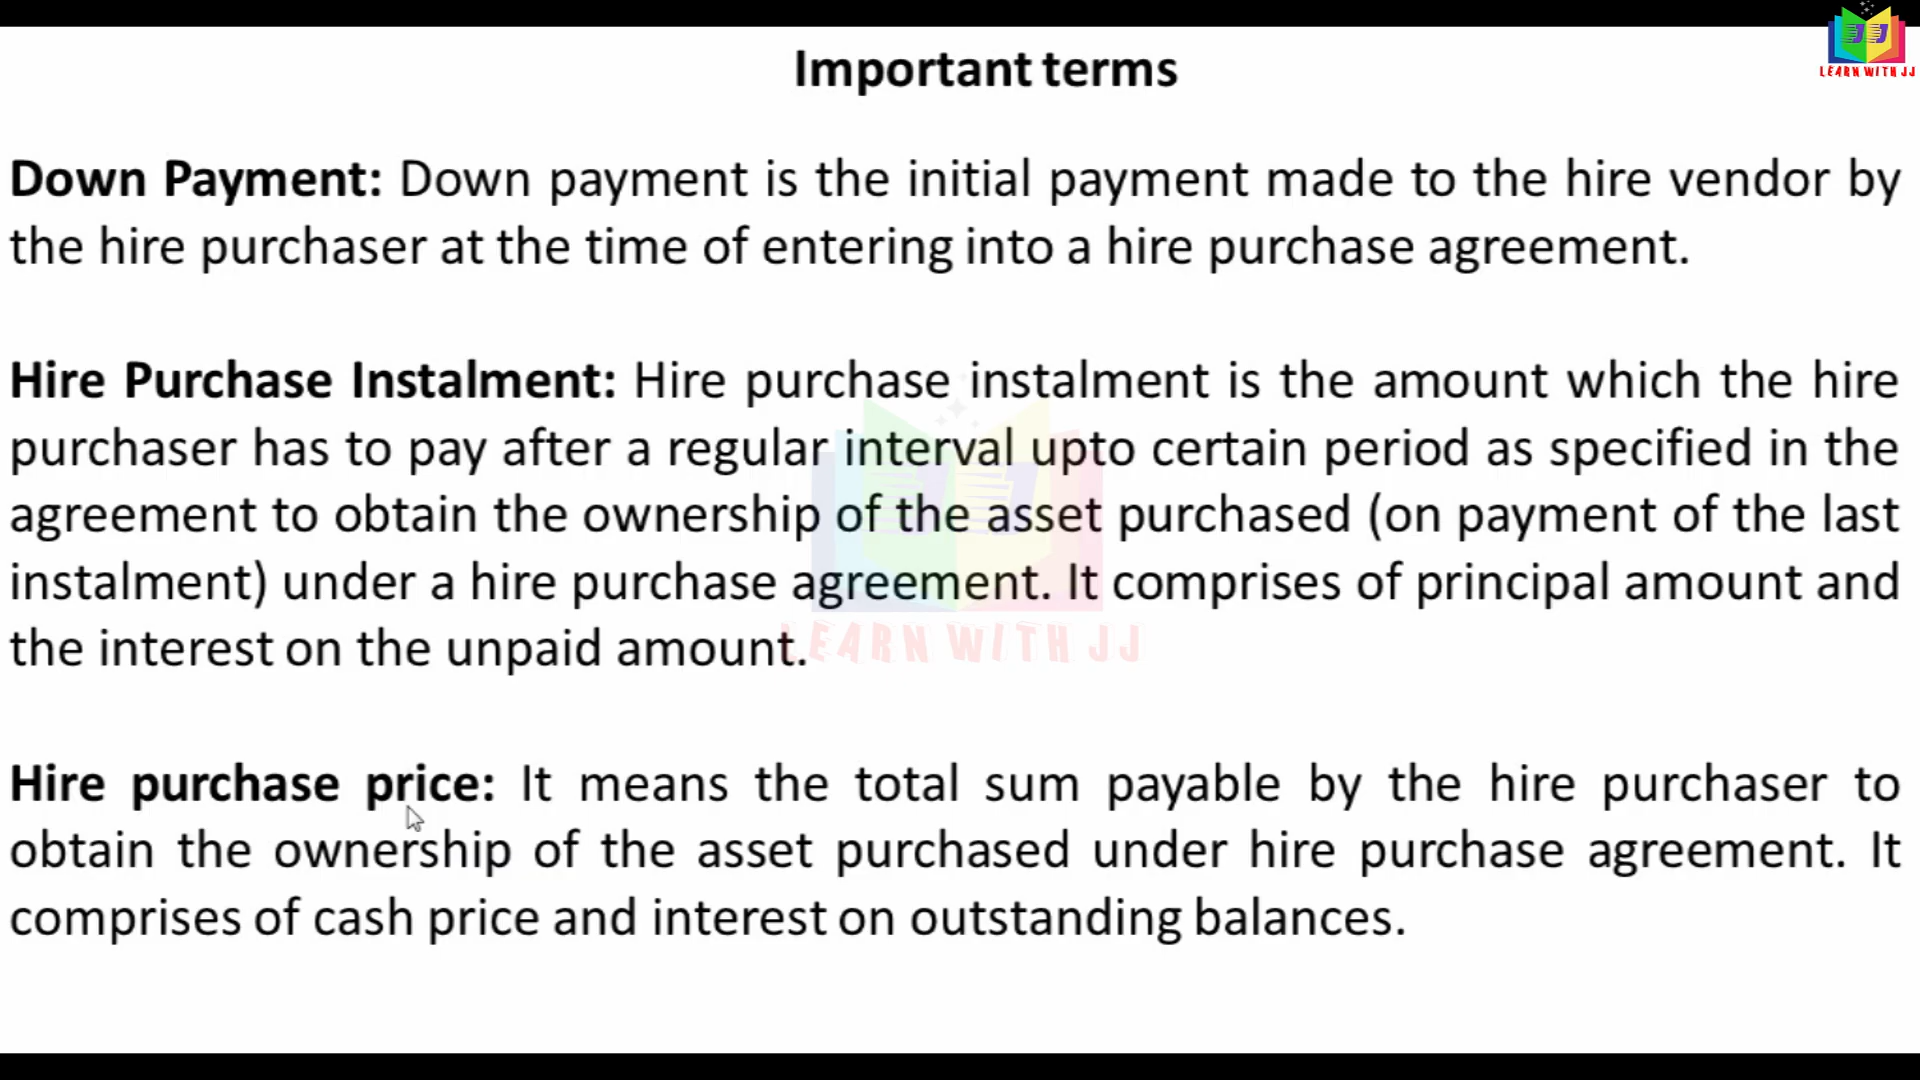 LEARN WITH JJ
Important terms
Down Payment: Down payment is the initial payment made to the hire vendor by
the hire purchaser at the time of entering into a hire purchase agreement.
Hire Purchase Instalment: Hire purchase instalment is the amount which the hire
purchaser has to pay after a regular interval upto certain period as specified in the
agreement to obtain the ownership of the asset purchased (on payment of the last
instalment) under a hire purchase agreement. It comprises of principal amount and
the interest on the unpaid amount.
LEARN WITH JJ
Hire purchase price: It means the total sum payable by the hire purchaser to
obtain the ownership of the asset purchased under hire purchase agreement. It
comprises of cash price and interest on outstanding balances.